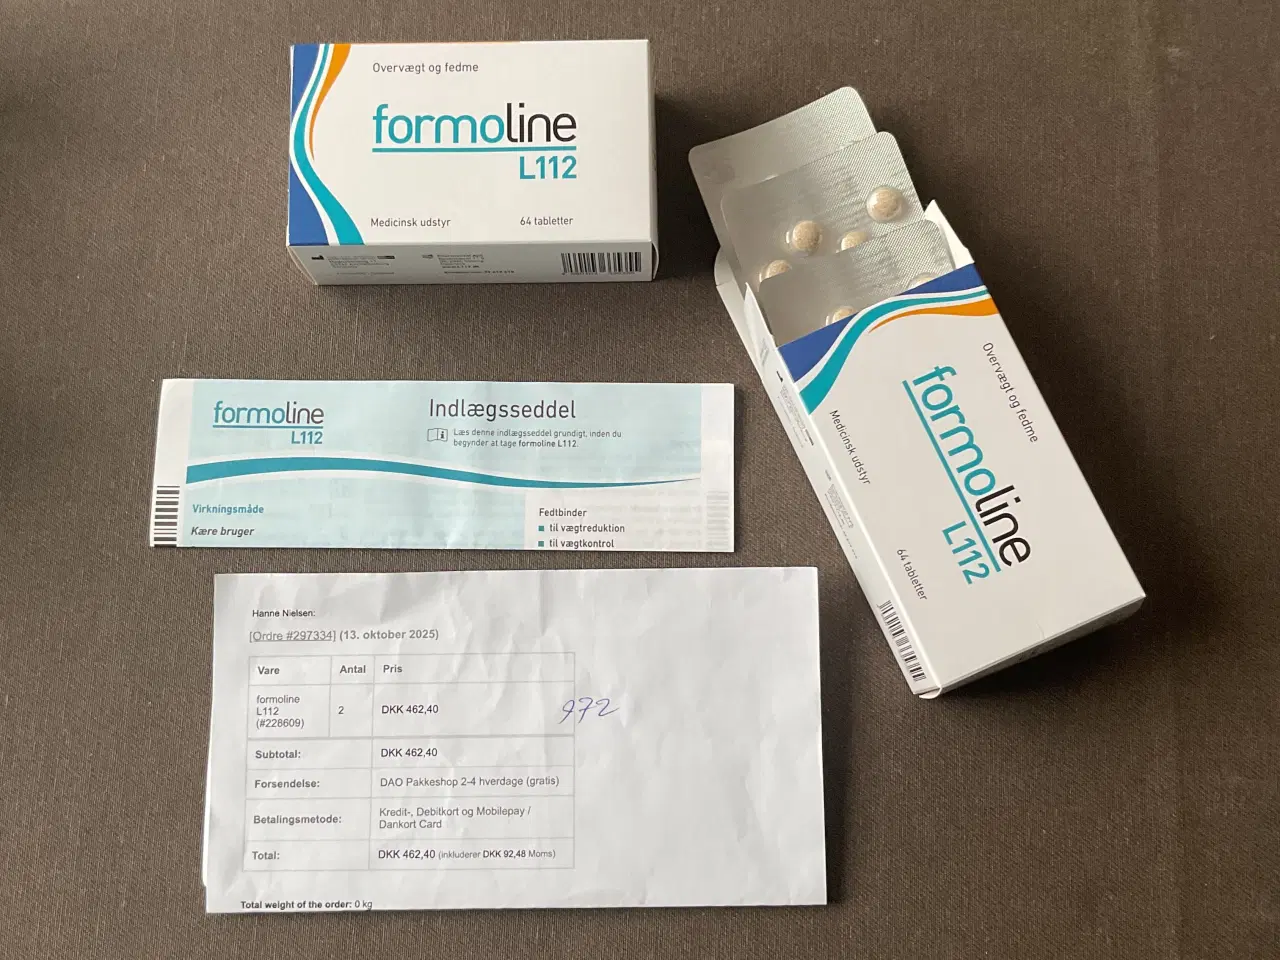 Overvægt og fedme
formoline
L112
Medicinsk udstyr
64 tabletter
Overvægt og fedme
formoline
L112
Medicinsk udstyr
64 tabletter
formoline
L112
Indlægsseddel
Læs denne indlægsseddel grundigt, inden du
begynder at tage formoline L112.
Virkningsmåde
Kære bruger
Fedtbinder
til vægtreduktion
til vægtkontrol
Hanne Nielsen:
[Ordre #297334] (13. oktober 2025)
Vare Antal Pris
formoline
L112
(#228609)
2
DKK 462,40
972
Subtotal: DKK 462,40
Forsendelse: DAO Pakkeshop 2-4 hverdage (gratis)
Betalingsmetode: Kredit-, Debitkort og Mobilepay /
Dankort Card
Total: DKK 462,40 (inkluderer DKK 92,48 Moms)
Total weight of the order: 0 kg